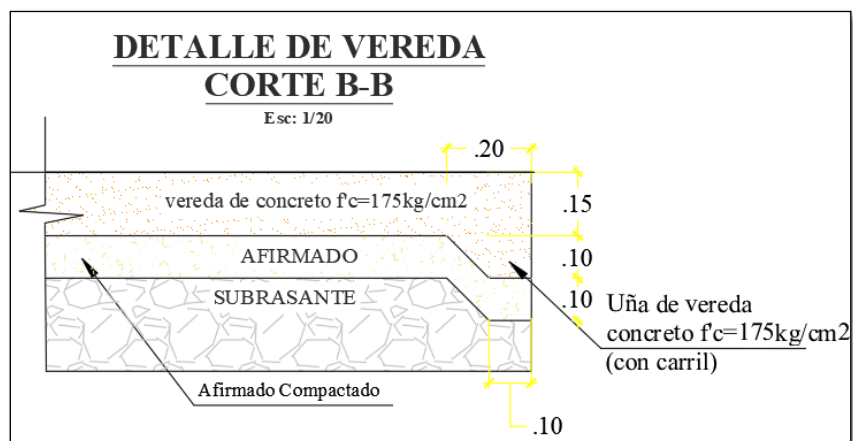 DETALLE DE VEREDA
CORTE B-B
Esc: 1/20
.20
vereda de concreto f'c=175kg/cm2
.15
AFIRMADO
.10
SUBRASANTE
.10
Uña de vereda
concreto f'c=175kg/cm2
(con carril)
Afirmado Compactado
.10